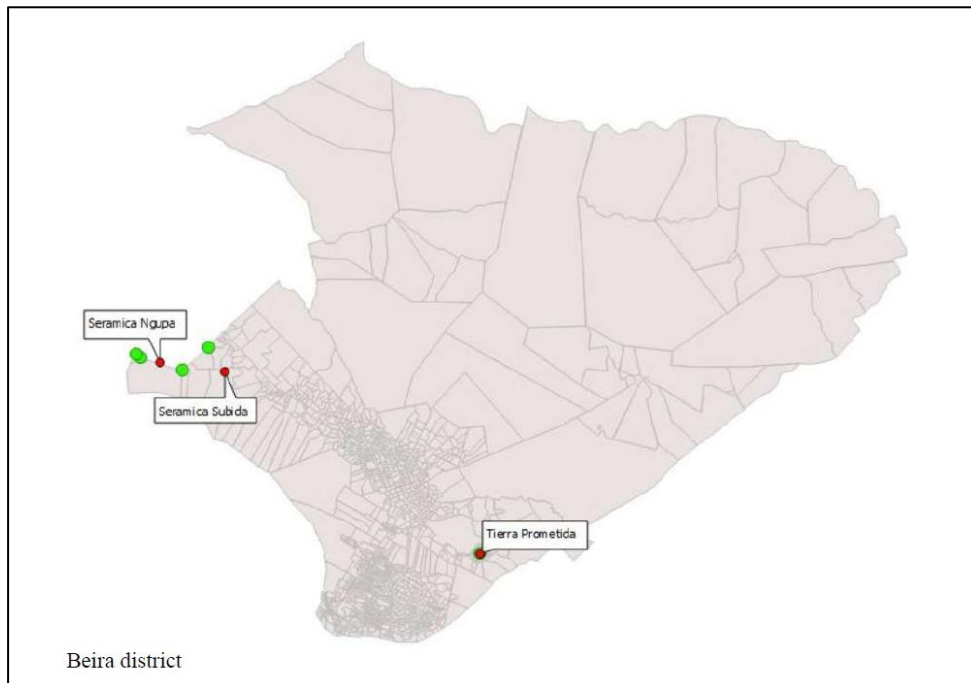 Seramica Ngupa
Seramica Subida
Tierra Prometida
Beira district